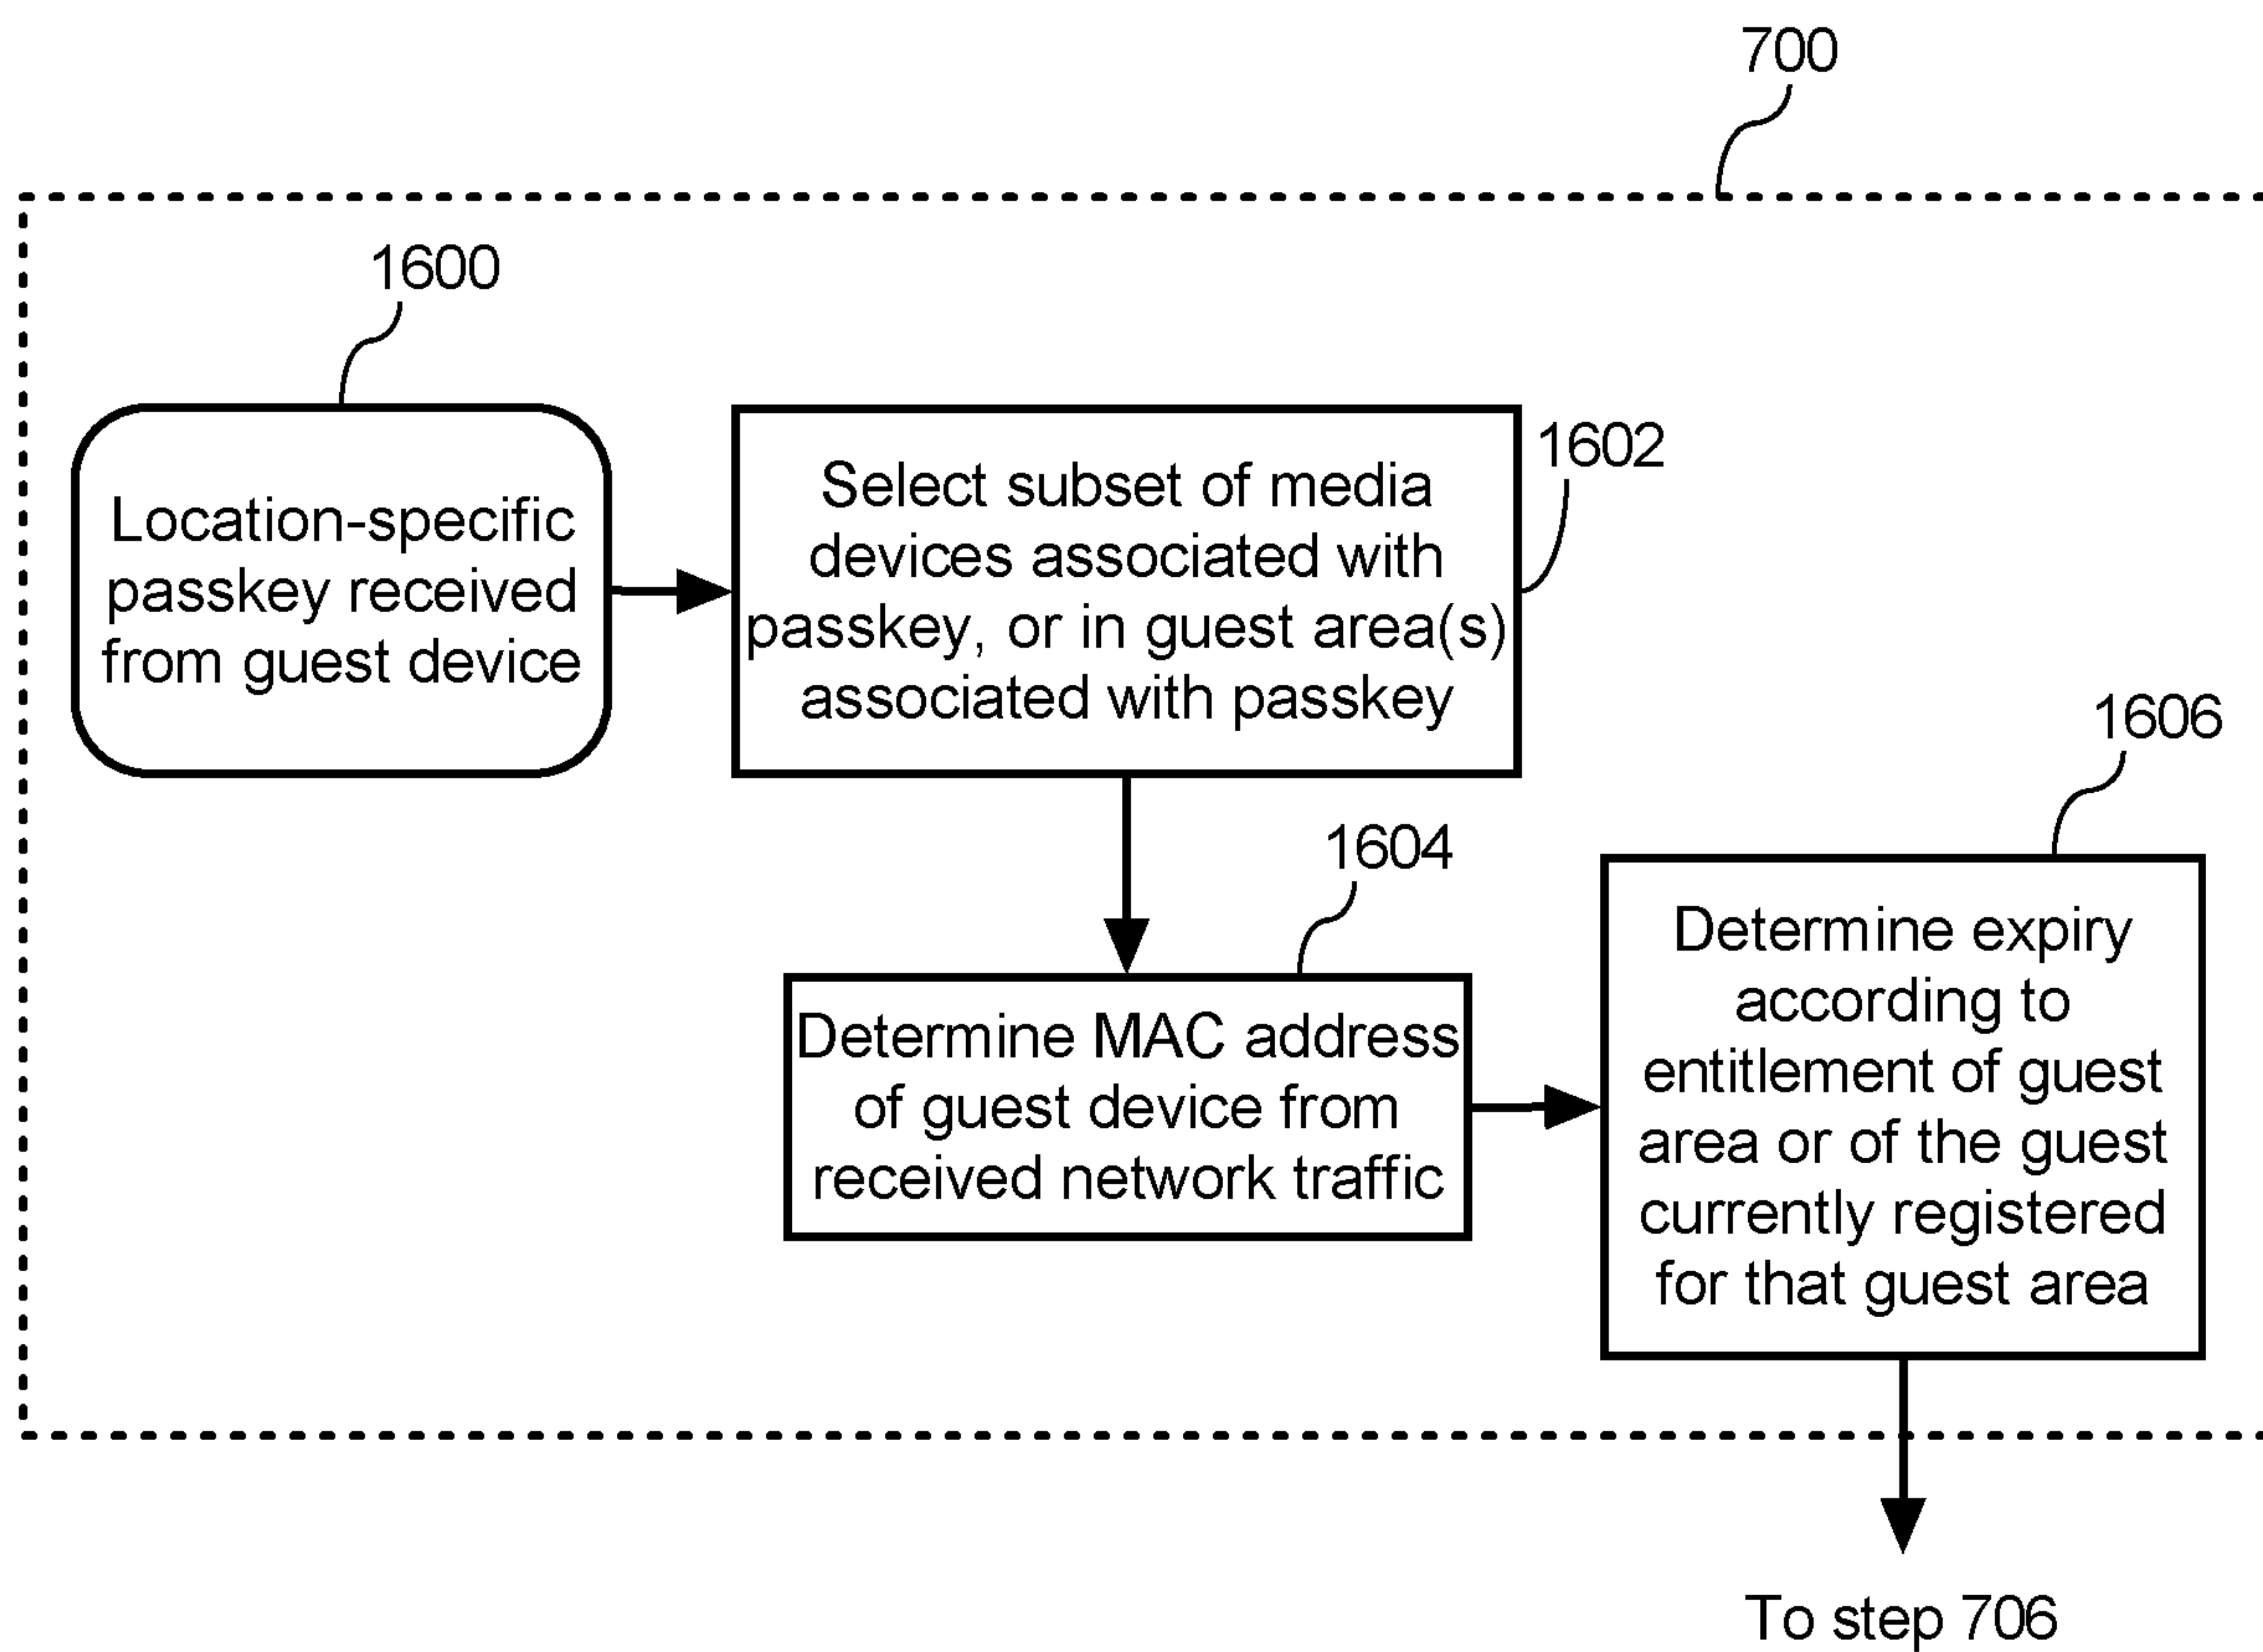 700
1600
Location-specific
passkey received
from guest device
1602
Select subset of media
devices associated with
passkey, or in guest area(s)
associated with passkey
1604
Determine MAC address
of guest device from
received network traffic
1606
Determine expiry
according to
entitlement of guest
area or of the guest
currently registered
for that guest area
To step 706